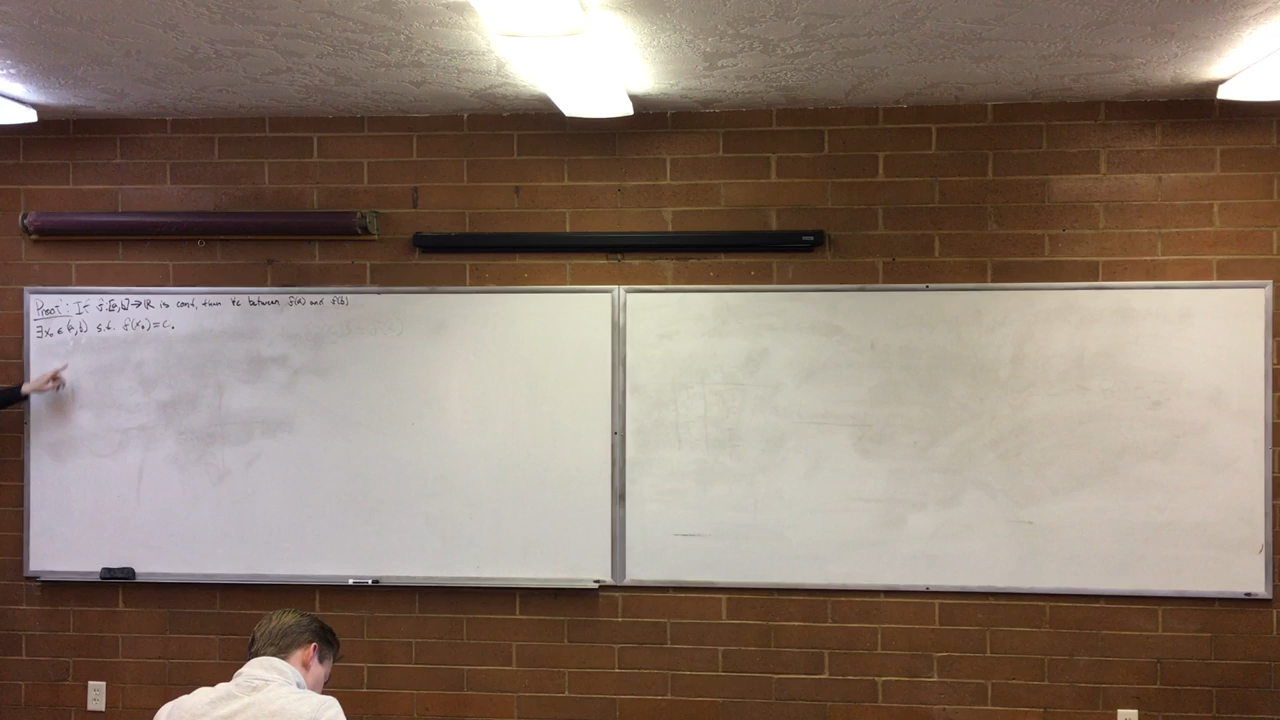 Proof: If f:[a,b]→ℝ is cont, then ∀c between f(a) and f(b)
∃x₀ ∈ (a,b) s.t. f(x₀)=c.